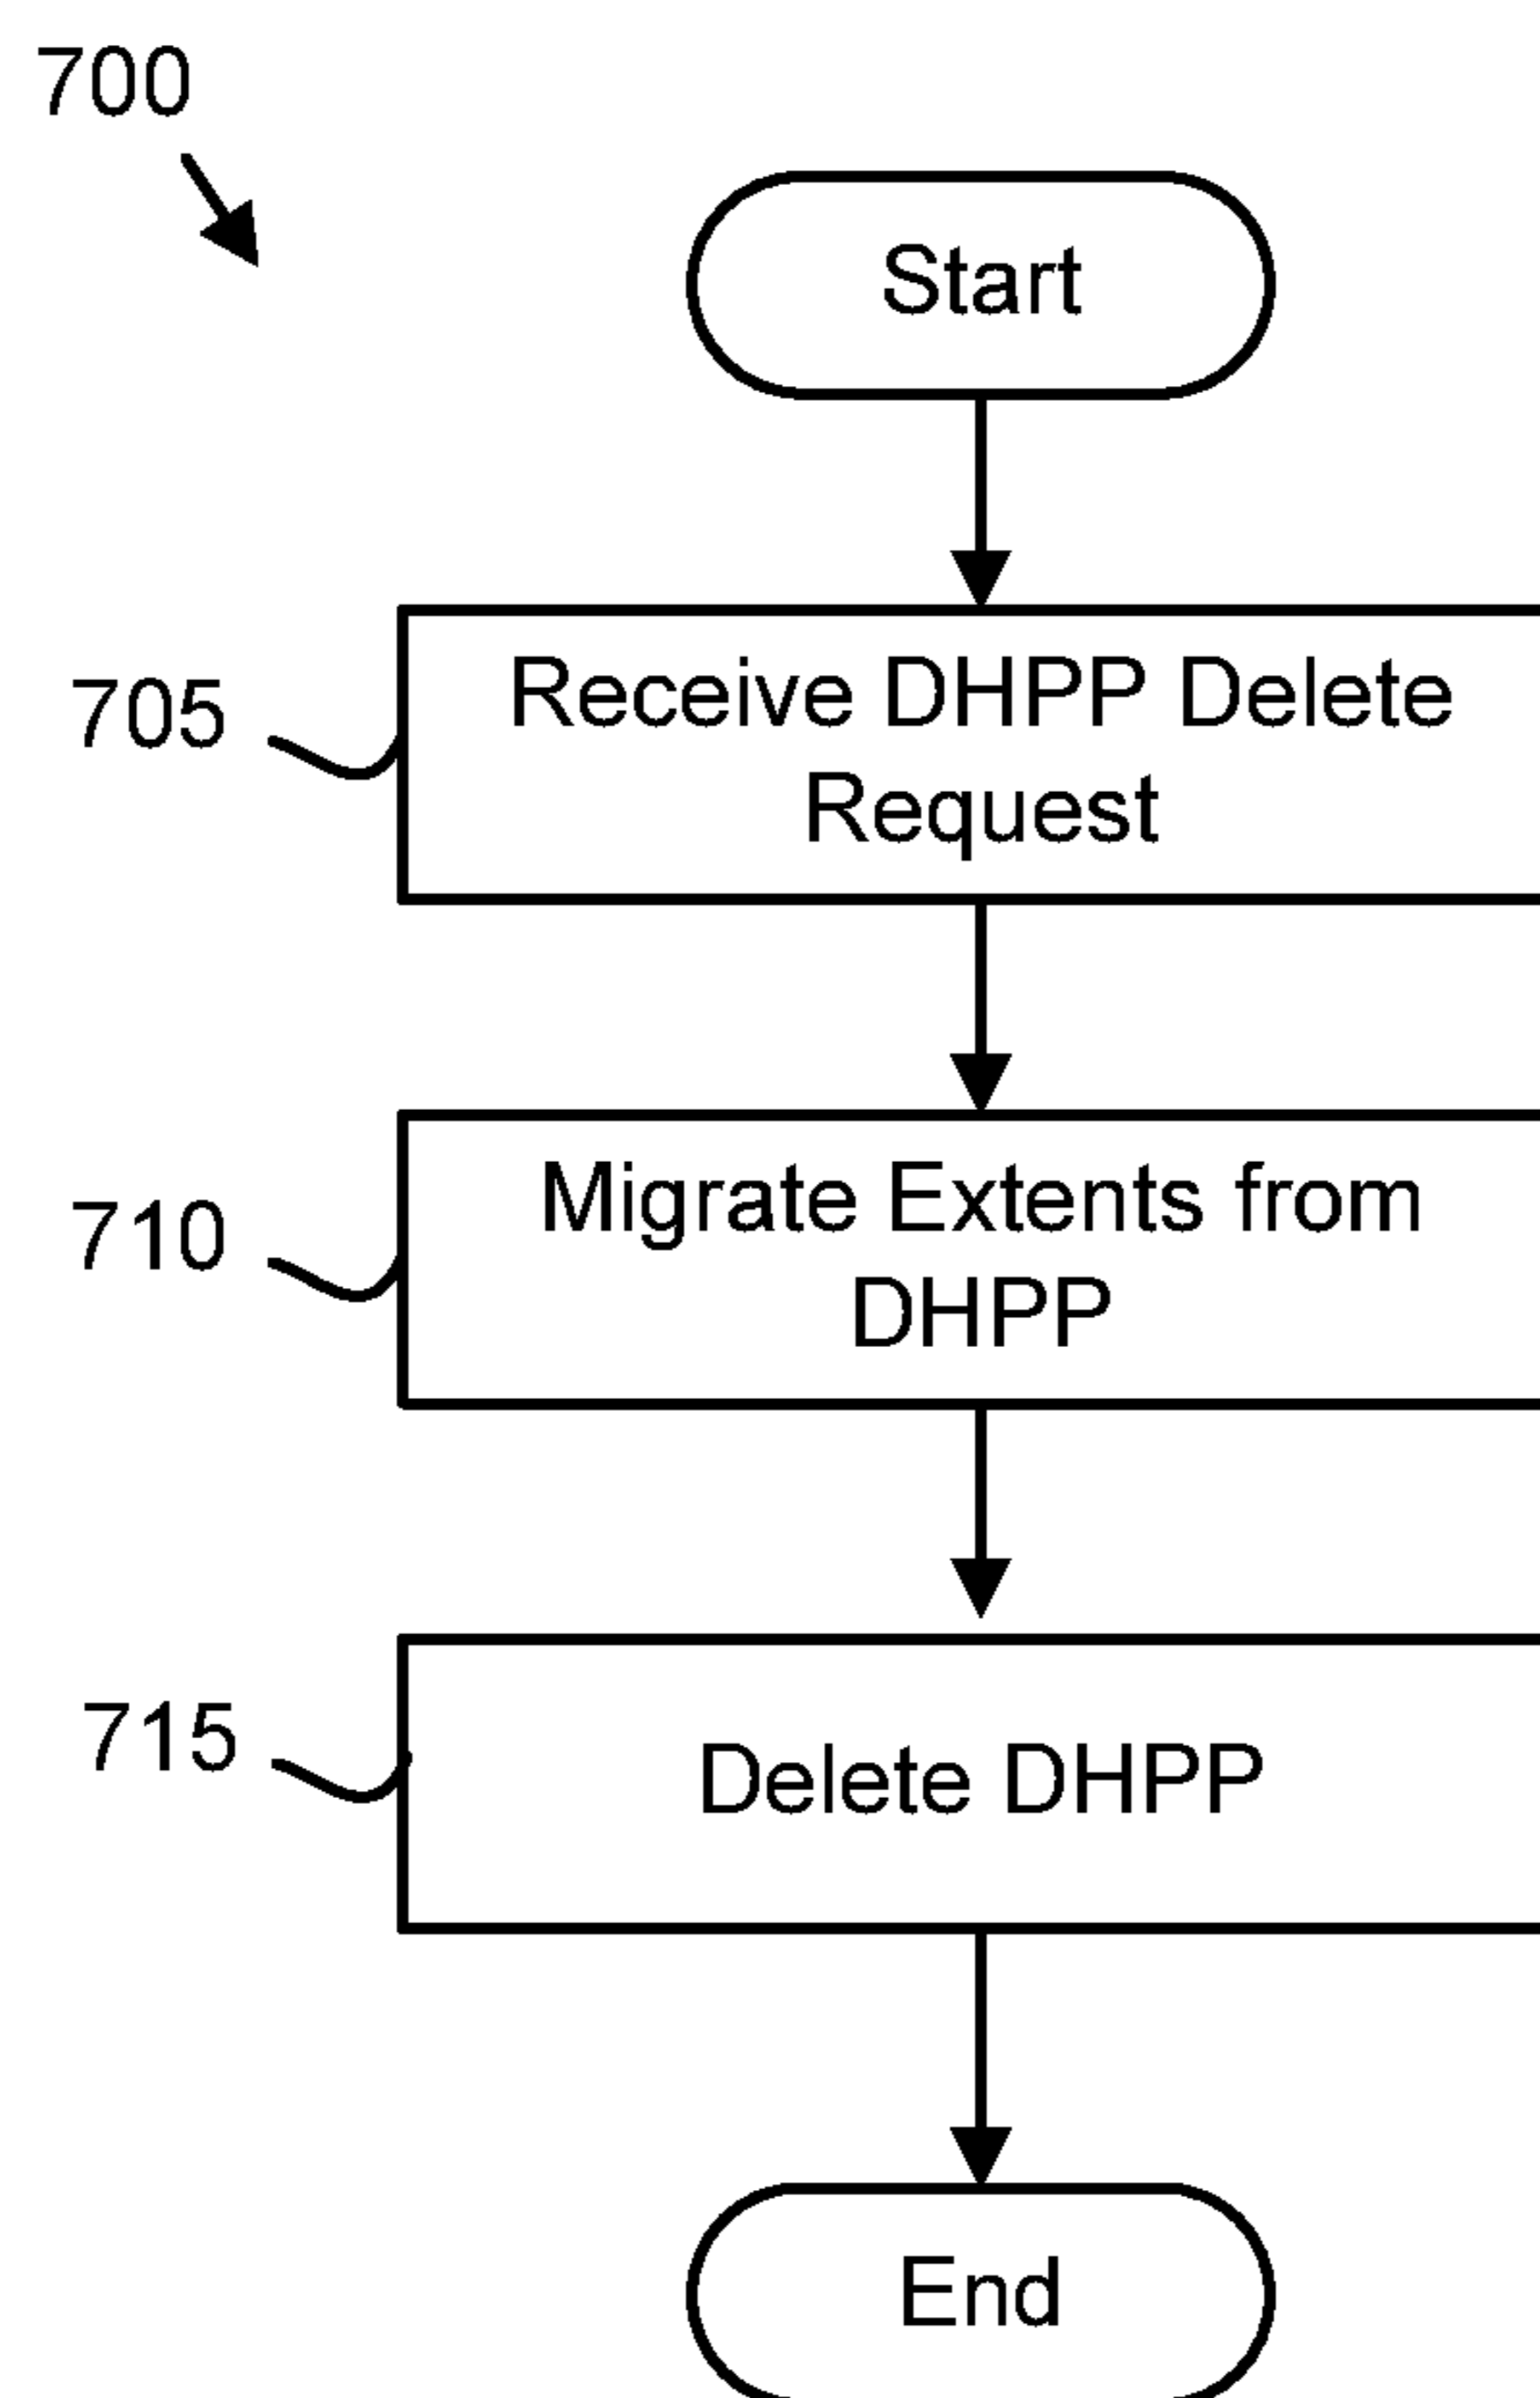 700
Start
705
Receive DHPP Delete
Request
710
Migrate Extents from
DHPP
715
Delete DHPP
End